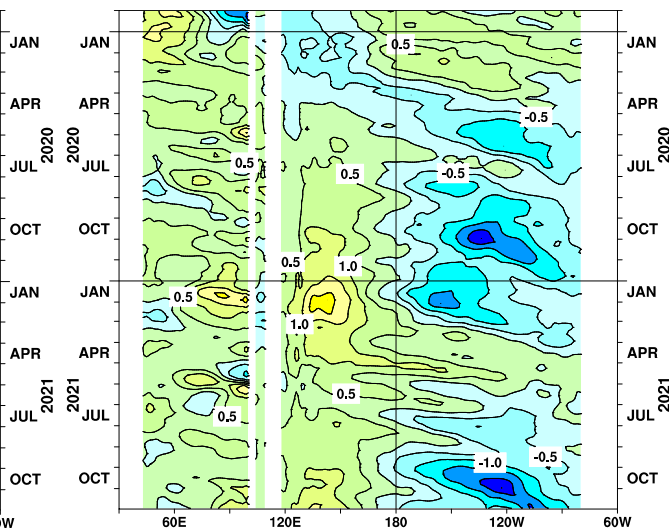 0.5
JAN JAN JAN
APR APR APR
-0.5
2020 2020 2020
0.5
JUL JUL JUL
0.5 -0.5
OCT OCT OCT
0.5 1.0
JAN JAN JAN
0.5
1.0
APR APR APR
2021 2021 2021
0.5
JUL JUL JUL
0.5
-0.5
-1.0
OCT OCT OCT
0W 60E 120E 180 120W 60W